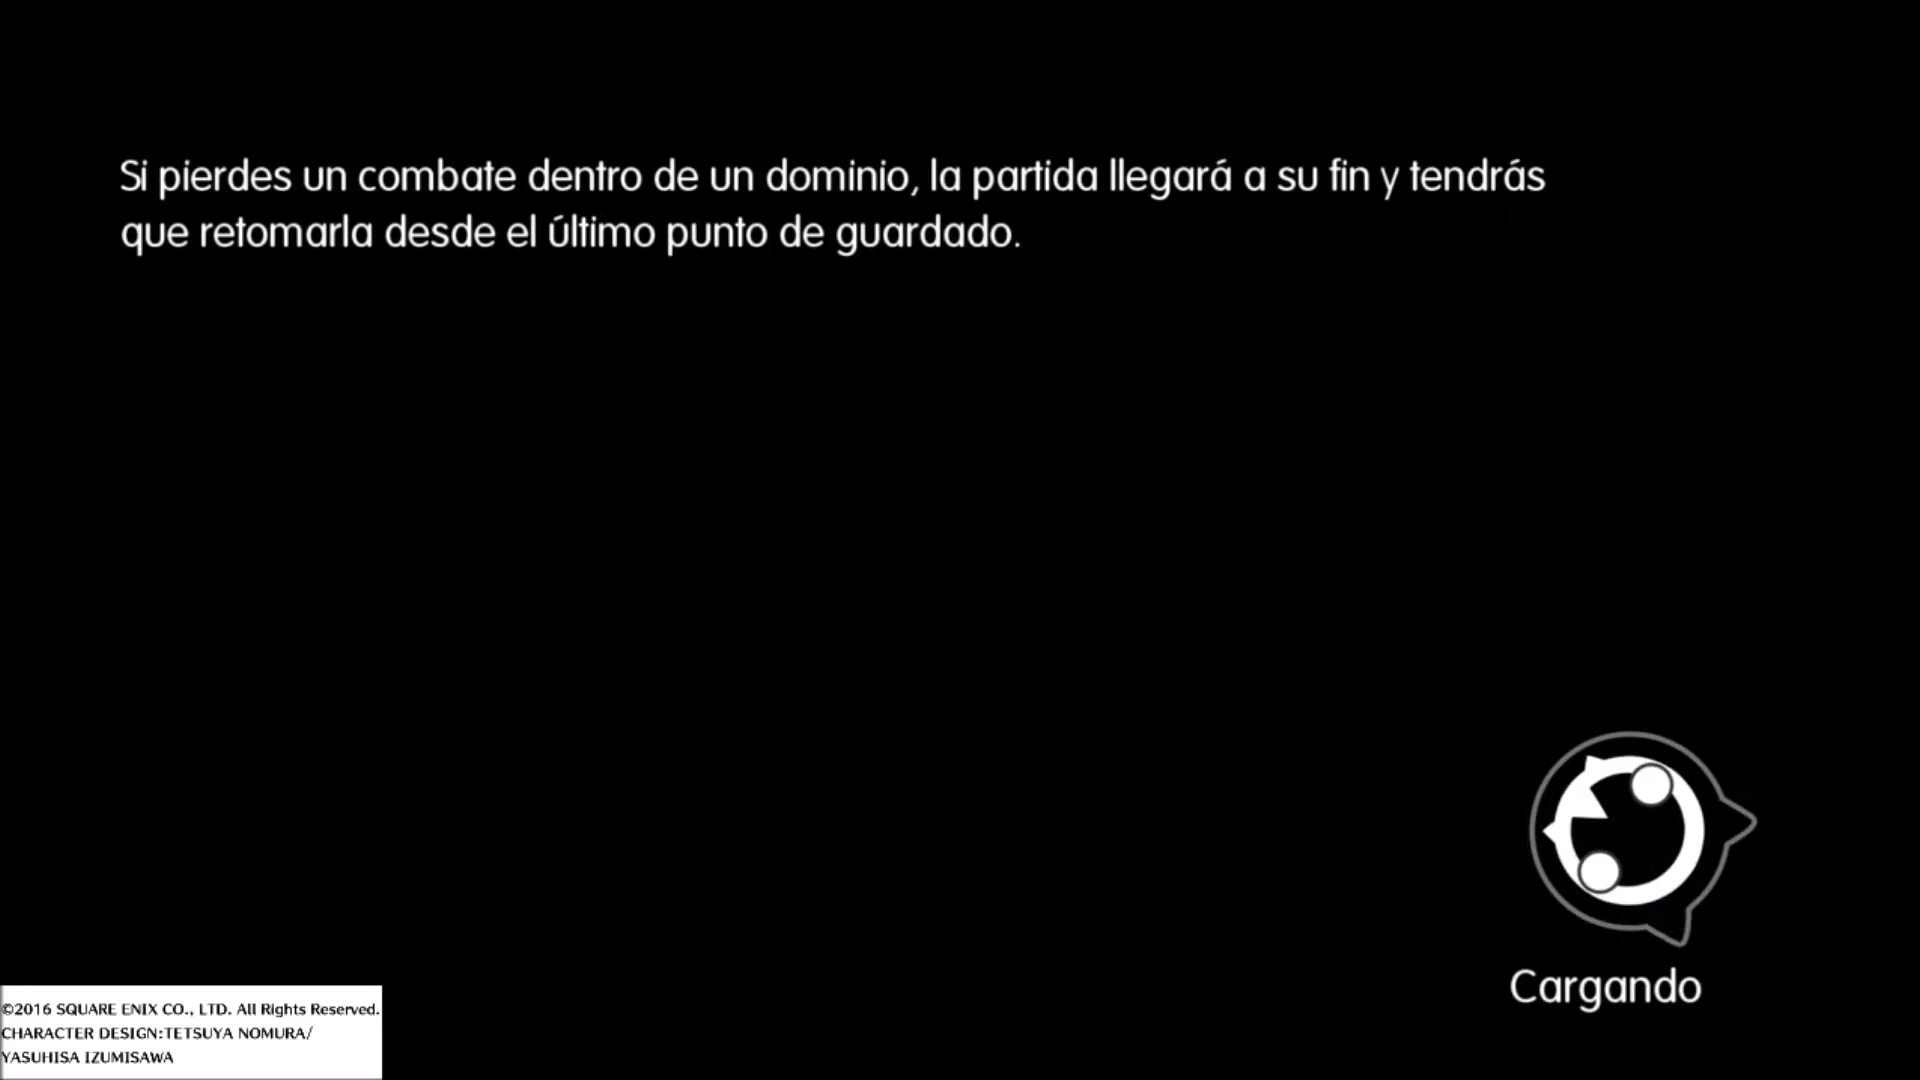 Si pierdes un combate dentro de un dominio, la partida llegará a su fin y tendrás
que retomarla desde el último punto de guardado.
Cargando
©2016 SQUARE ENIX CO., LTD. All Rights Reserved.
CHARACTER DESIGN:TETSUYA NOMURA/
YASUHISA IZUMISAWA